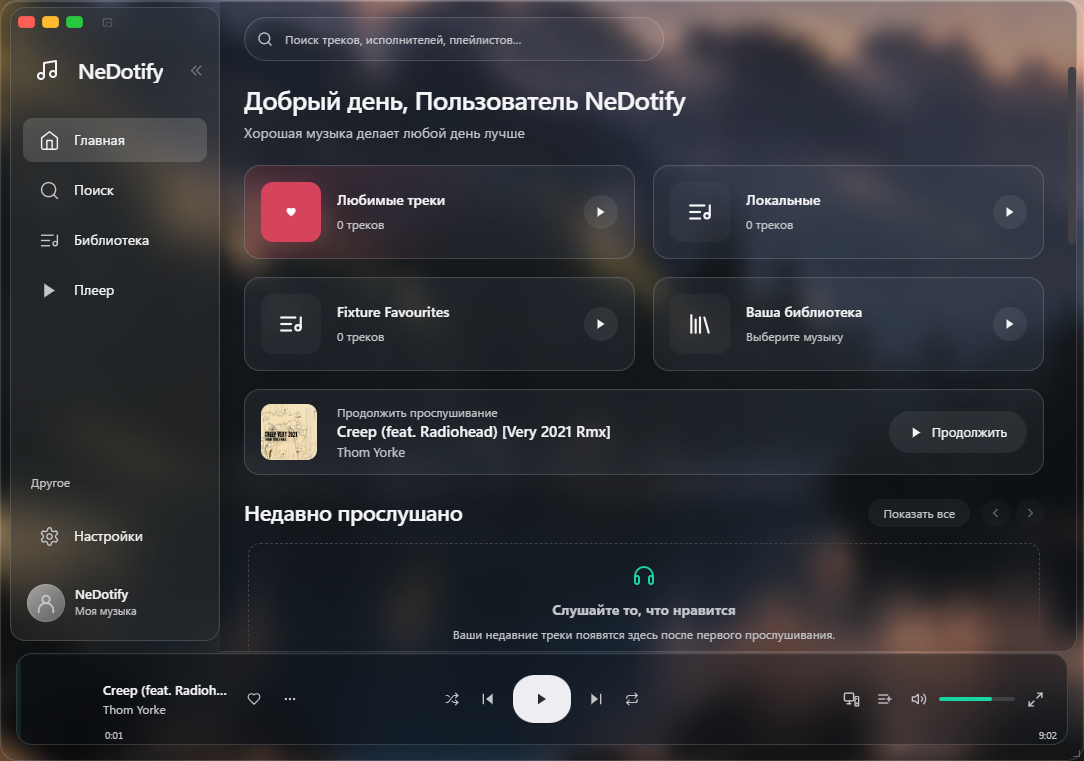 NeDotify
Главная
Поиск
Библиотека
Плеер
Другое
Настройки
NeDotify
Моя музыка
Поиск треков, исполнителей, плейлистов...
Добрый день, Пользователь NeDotify
Хорошая музыка делает любой день лучше
Любимые треки
0 треков
Локальные
0 треков
Fixture Favourites
0 треков
Ваша библиотека
Выберите музыку
CREEP VERY 2021
Продолжить прослушивание
Creep (feat. Radiohead) [Very 2021 Rmx]
Thom Yorke
Продолжить
Недавно прослушано
Показать все
Слушайте то, что нравится
Ваши недавние треки появятся здесь после первого прослушивания.
Creep (feat. Radioh...
Thom Yorke
0:01
9:02